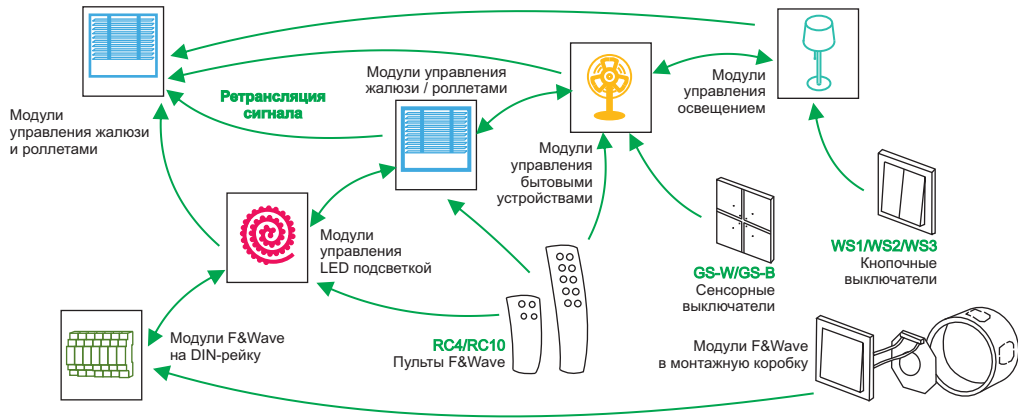 Модули
управления жалюзи
и роллетами
Ретрансляция
сигнала
Модули управления
жалюзи / роллетами
Модули
управления
бытовыми
устройствами
Модули
управления
освещением
Модули
управления
LED подсветкой
GS-W/GS-B
Сенсорные
выключатели
WS1/WS2/WS3
Кнопочные
выключатели
Модули F&Wave
на DIN-рейку
RC4/RC10
Пульты F&Wave
Модули F&Wave
в монтажную коробку